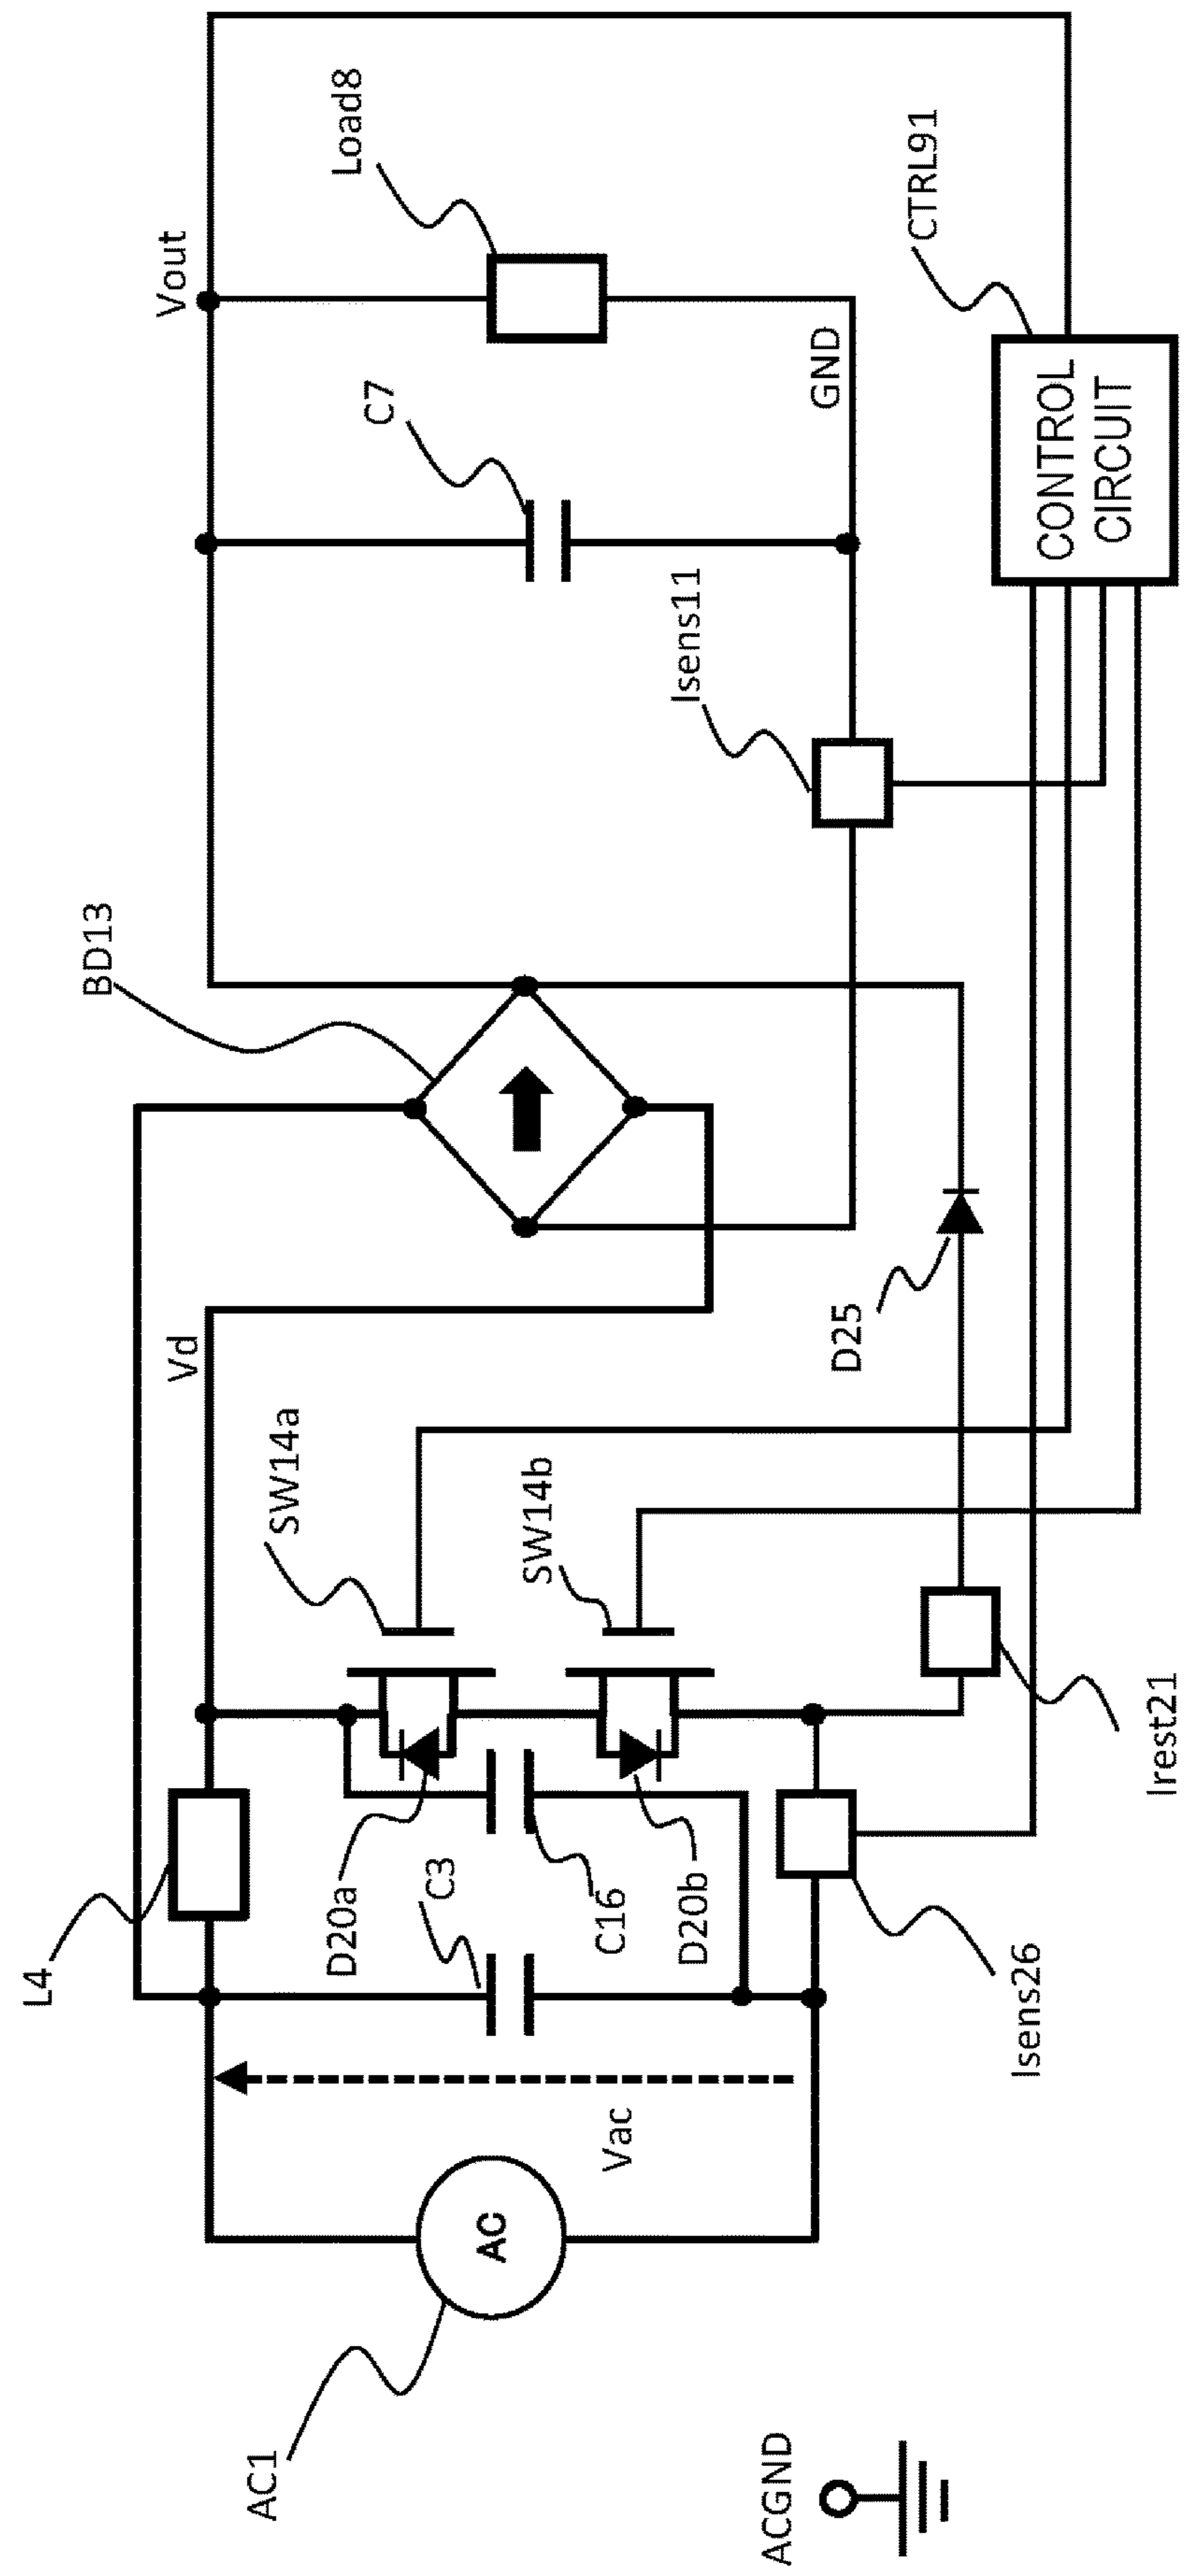 AC1
ACGND
AC
Vac
L4
C3
D20a
C16
D20b
Isens26
SW14a
SW14b
Irest21
Vd
D25
BD13
Isens11
C7
Load8
Vout
GND
CTRL91
CONTROL
CIRCUIT